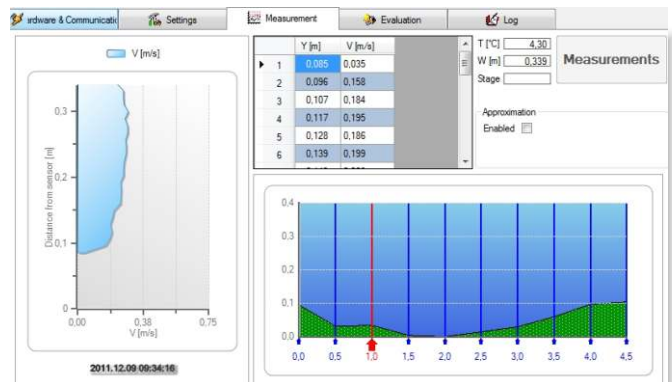 ırdware & Communicatic
Settings
Measurement
Evaluation
Log
V [m/s]
0,3
0,2
0,1
0
Distance from sensor [m]
0,00 0,38 0,75
V [m/s]
2011.12.09 09:34:16
Y [m] V [m/s]
1 0,085 0,035
2 0,096 0,158
3 0,107 0,184
4 0,117 0,195
5 0,128 0,186
6 0,139 0,199
T [°C] 4,30
W [m] 0,339
Stage
Measurements
Approximation
Enabled
0,4
0,3
0,2
0,1
0,0
0,0 0,5 1,0 1,5 2,0 2,5 3,0 3,5 4,0 4,5